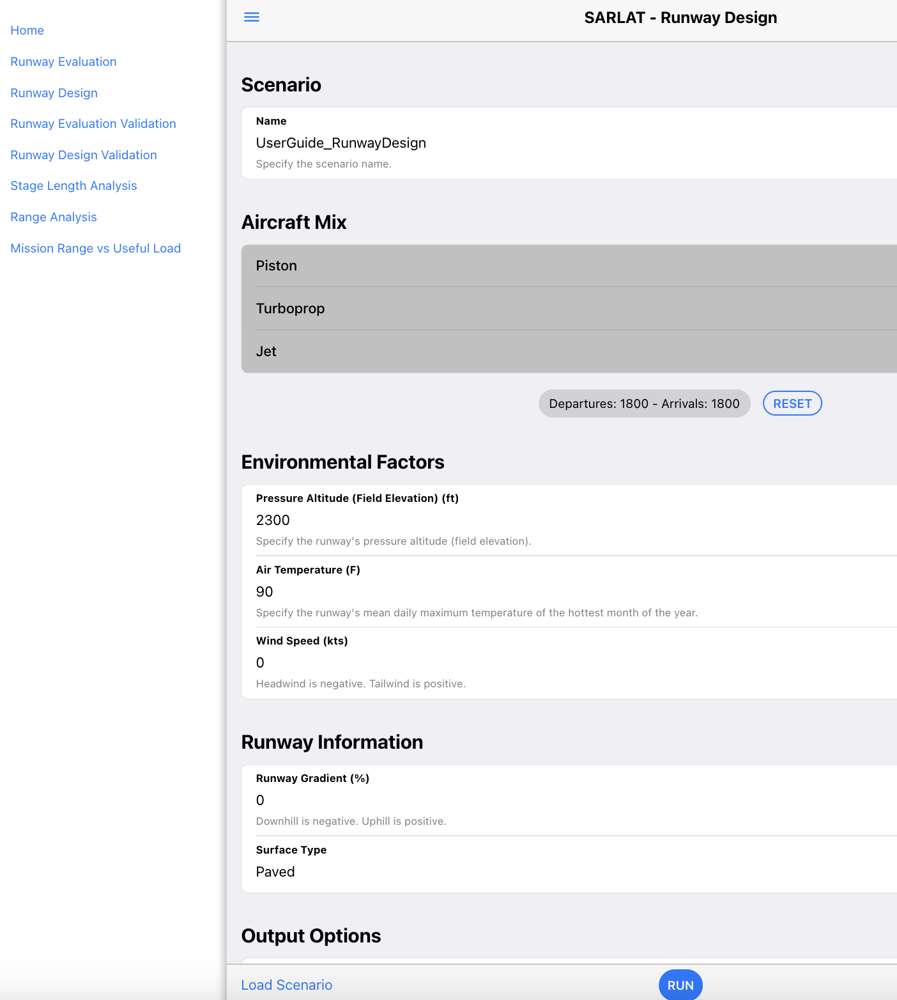 Home
Runway Evaluation
Runway Design
Runway Evaluation Validation
Runway Design Validation
Stage Length Analysis
Range Analysis
Mission Range vs Useful Load
SARLAT - Runway Design
Scenario
Name
UserGuide_RunwayDesign
Specify the scenario name.
Aircraft Mix
Piston
Turboprop
Jet
Departures: 1800 - Arrivals: 1800
RESET
Environmental Factors
Pressure Altitude (Field Elevation) (ft)
2300
Specify the runway's pressure altitude (field elevation).
Air Temperature (F)
90
Specify the runway's mean daily maximum temperature of the hottest month of the year.
Wind Speed (kts)
0
Headwind is negative. Tailwind is positive.
Runway Information
Runway Gradient (%)
0
Downhill is negative. Uphill is positive.
Surface Type
Paved
Output Options
Load Scenario
RUN